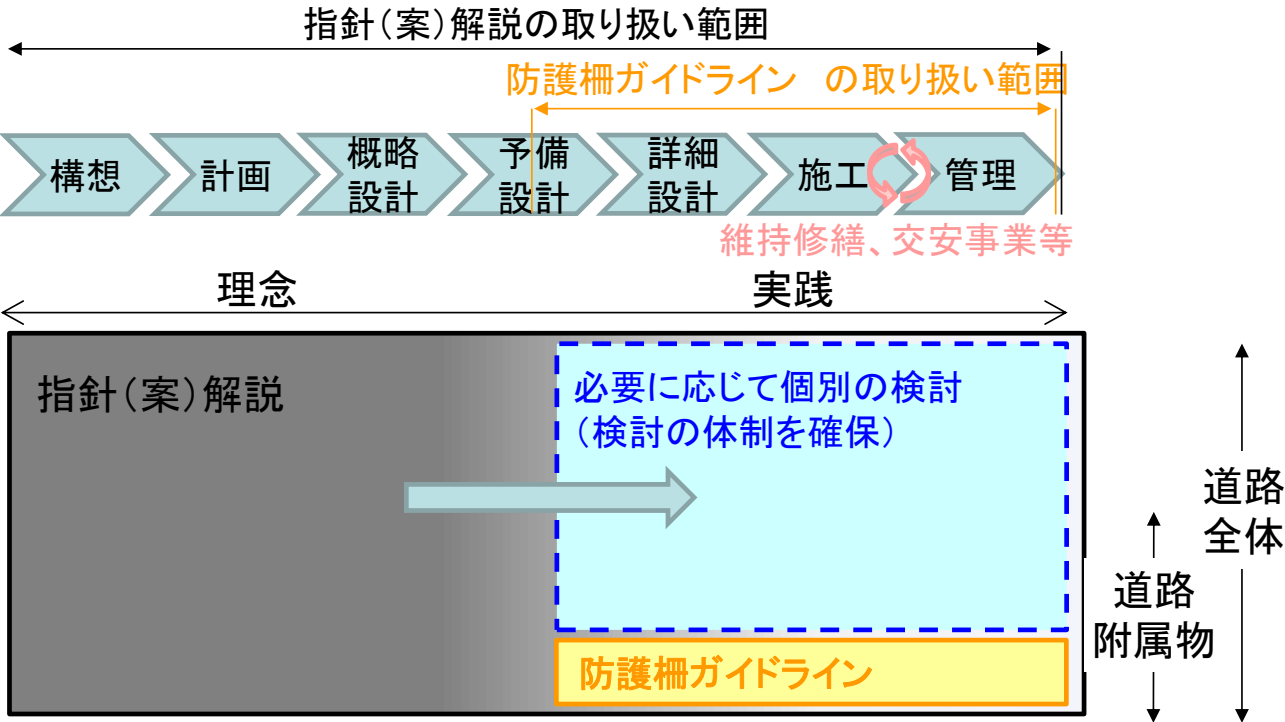 指針(案)解説の取り扱い範囲
防護柵ガイドライン の取り扱い範囲
構想
計画
概略
設計
予備
設計
詳細
設計
施工
管理
維持修繕、交安事業等
理念
実践
指針(案)解説
必要に応じて個別の検討
(検討の体制を確保)
道路
全体
道路
附属物
防護柵ガイドライン